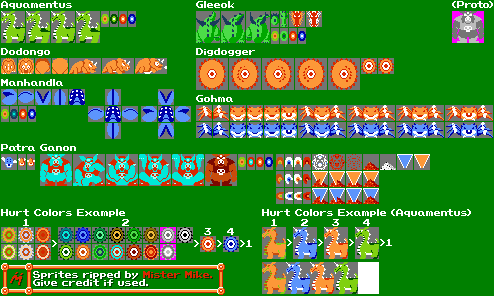 Aquamentus
Gleeok
(Proto)
Dodongo
Digdogger
Manhandla
Gohma
Patra Ganon
Hurt Colors Example
1 2 3 4
>1
Hurt Colors Example (Aquamentus)
1 2 3 4
>1
Sprites ripped by Mister Mike.
Give credit if used.